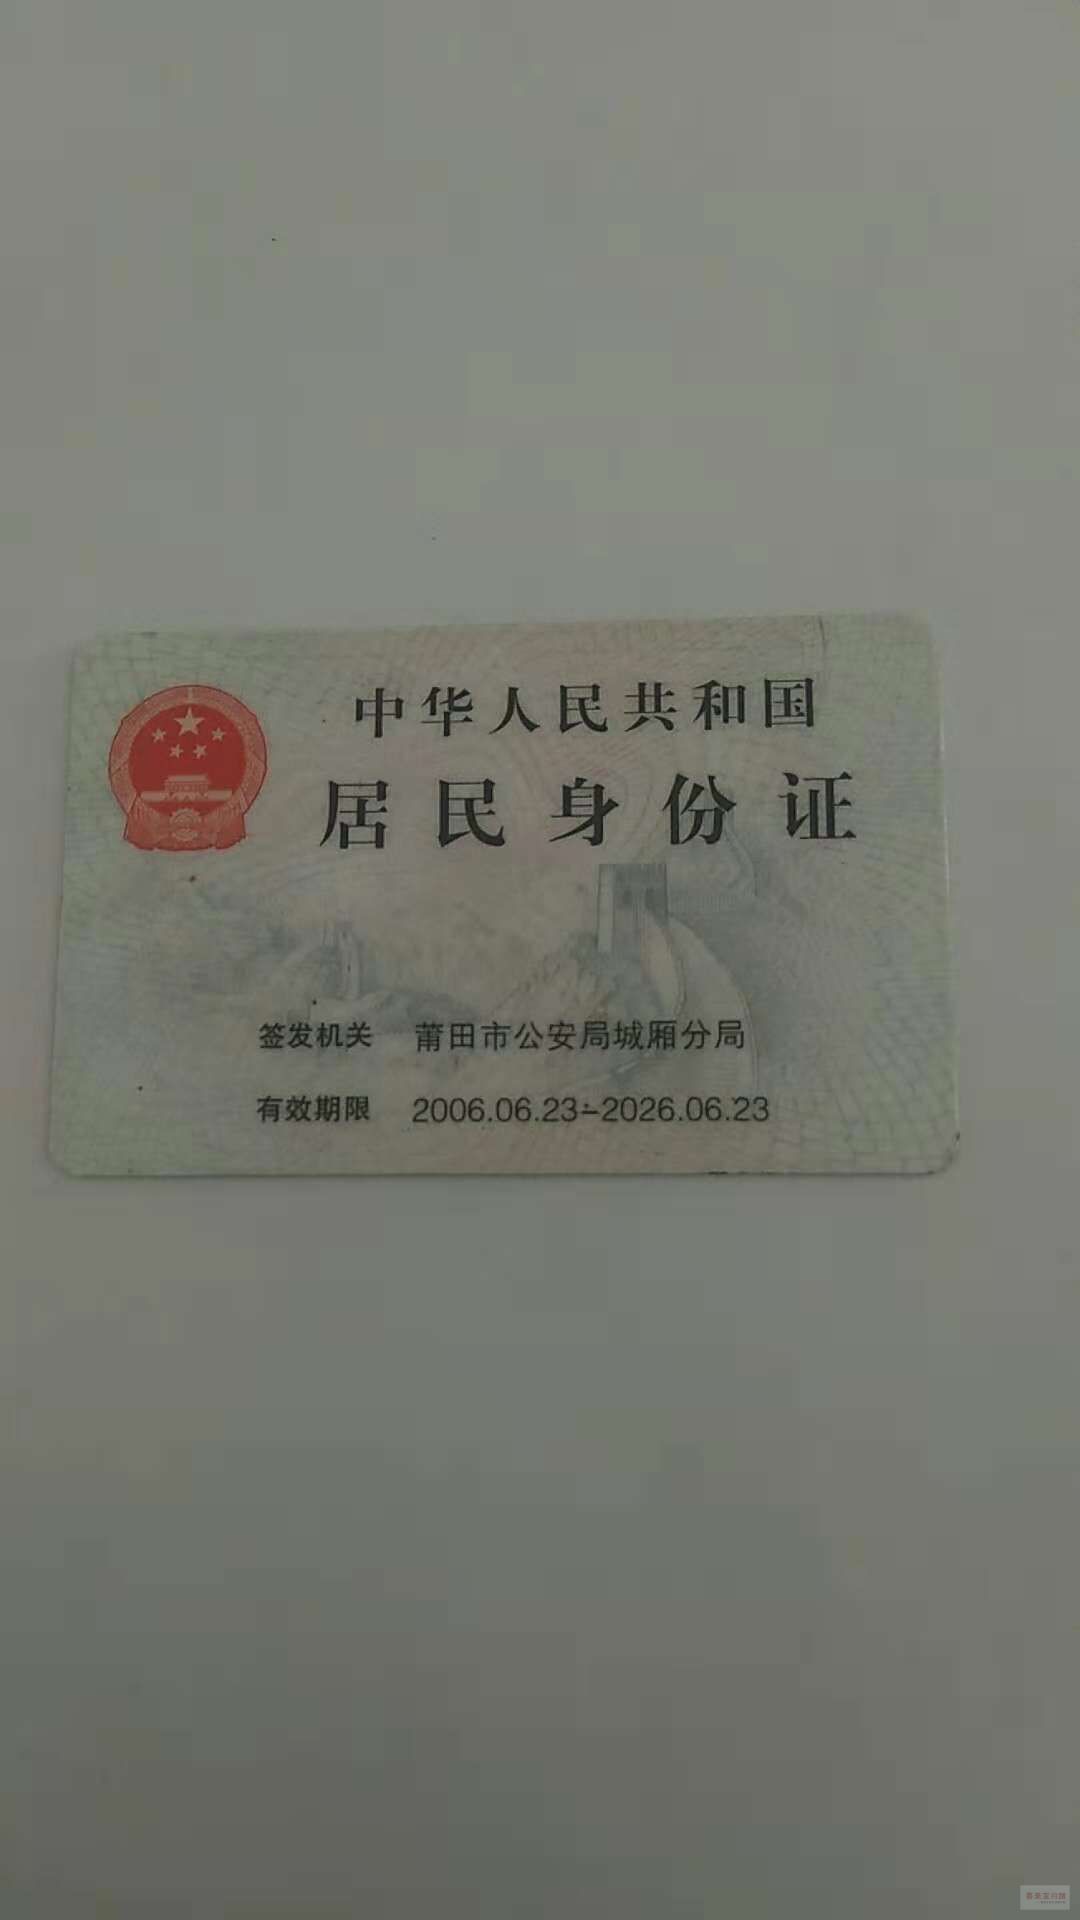 中华人民共和国
居民身份证
签发机关 莆田市公安局城厢分局
有效期限 2006.06.23-2026.06.23